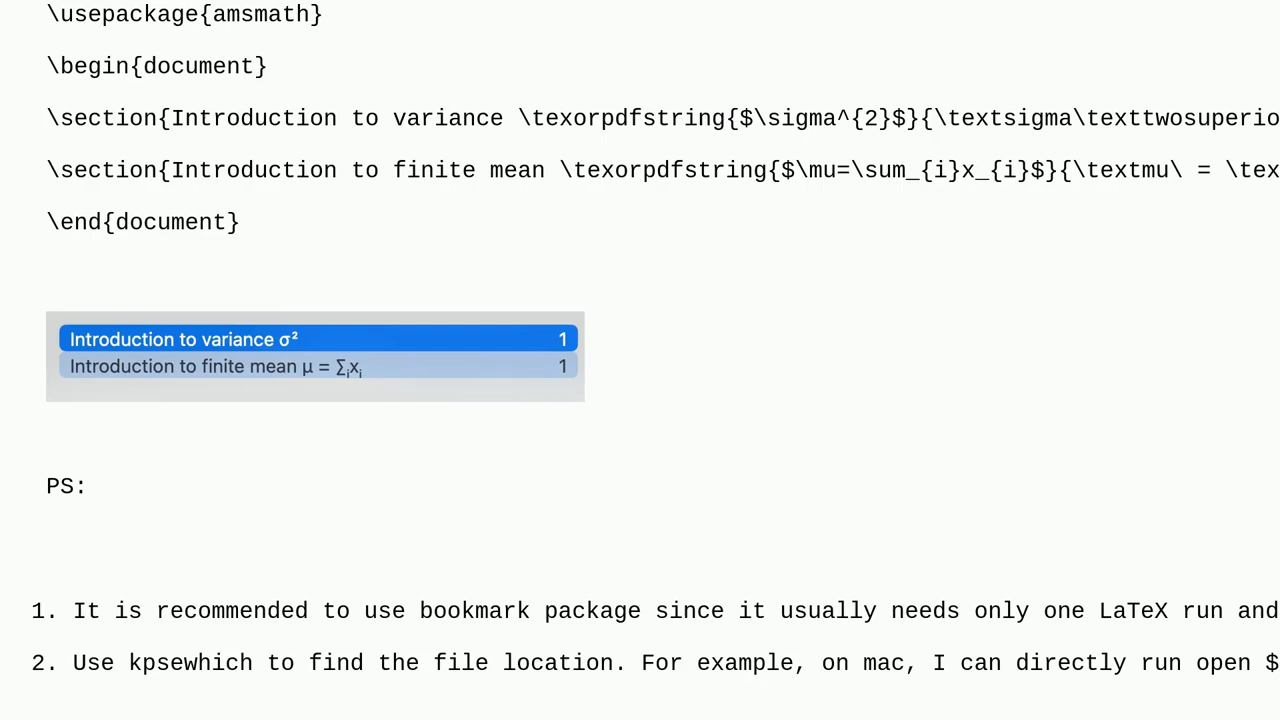 \usepackage{amsmath}
\begin{document}
\section{Introduction to variance \texorpdfstring{$\sigma^{2}$}{\textsigma\texttwosuperio
\section{Introduction to finite mean \texorpdfstring{$\mu=\sum_{i}x_{i}$}{\textmu\ = \tex
\end{document}
Introduction to variance σ² 1
Introduction to finite mean μ = ∑ᵢxᵢ 1
PS:
1. It is recommended to use bookmark package since it usually needs only one LaTeX run and
2. Use kpsewhich to find the file location. For example, on mac, I can directly run open $